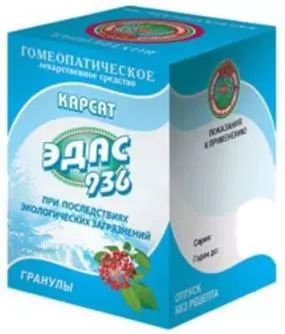 ГОМЕОПАТИЧЕСКОЕ
лекарственное средство
КАРСАТ
ЭДАС
936
ПРИ ПОСЛЕДСТВИЯХ
ЭКОЛОГИЧЕСКИХ ЗАГРЯЗНЕНИЙ
ГРАНУЛЫ
ПОКАЗАНИЯ
К ПРИМЕНЕНИЮ
Серия:
Годен до:
ОТПУСК
БЕЗ РЕЦЕПТА